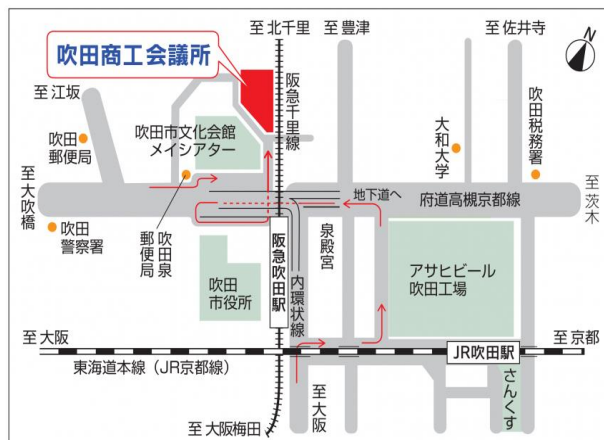 至北千里
至豊津
至佐井寺
吹田商工会議所
至江坂
阪急千里線
吹田
郵便局
吹田市文化会館
メイシアター
大和大学
吹田税務署
至大吹橋
地下道へ
府道高槻京都線
至茨木
吹田
警察署
吹田泉
郵便局
吹田
市役所
阪急吹田駅
内環状線
泉殿宮
アサヒビール
吹田工場
至大阪
JR吹田駅
至京都
東海道本線（JR京都線）
至大阪
さんくす
至大阪梅田